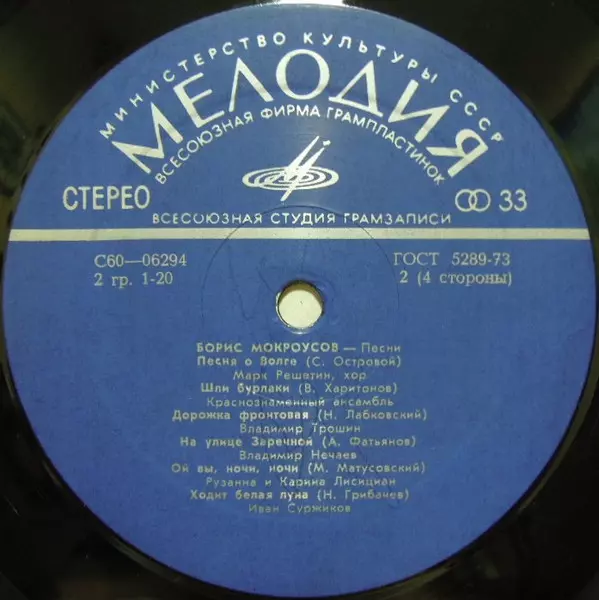 МИНИСТЕРСТВО КУЛЬТУРЫ СССР
МЕЛОДИЯ
ВСЕСОЮЗНАЯ ФИРМА ГРАМПЛАСТИНОК
СТЕРЕО
33
ВСЕСОЮЗНАЯ СТУДИЯ ГРАМЗАПИСИ
С60—06294
ГОСТ 5289-73
2 гр. 1-20
2 (4 стороны)
БОРИС МОКРОУСОВ — Песни
Песня о Волге (С. Островой)
Марк Решетин, хор
Шли бурлаки (В. Харитонов)
Краснознаменный ансамбль
Дорожка фронтовая (Н. Лабковский)
Владимир Трошин
На улице Заречной (А. Фатьянов)
Владимир Нечаев
Ой вы, ночи, ночи (М. Матусовский)
Рузанна и Карина Лисициан
Ходит белая луна (Н. Грибачев)
Иван Суржиков